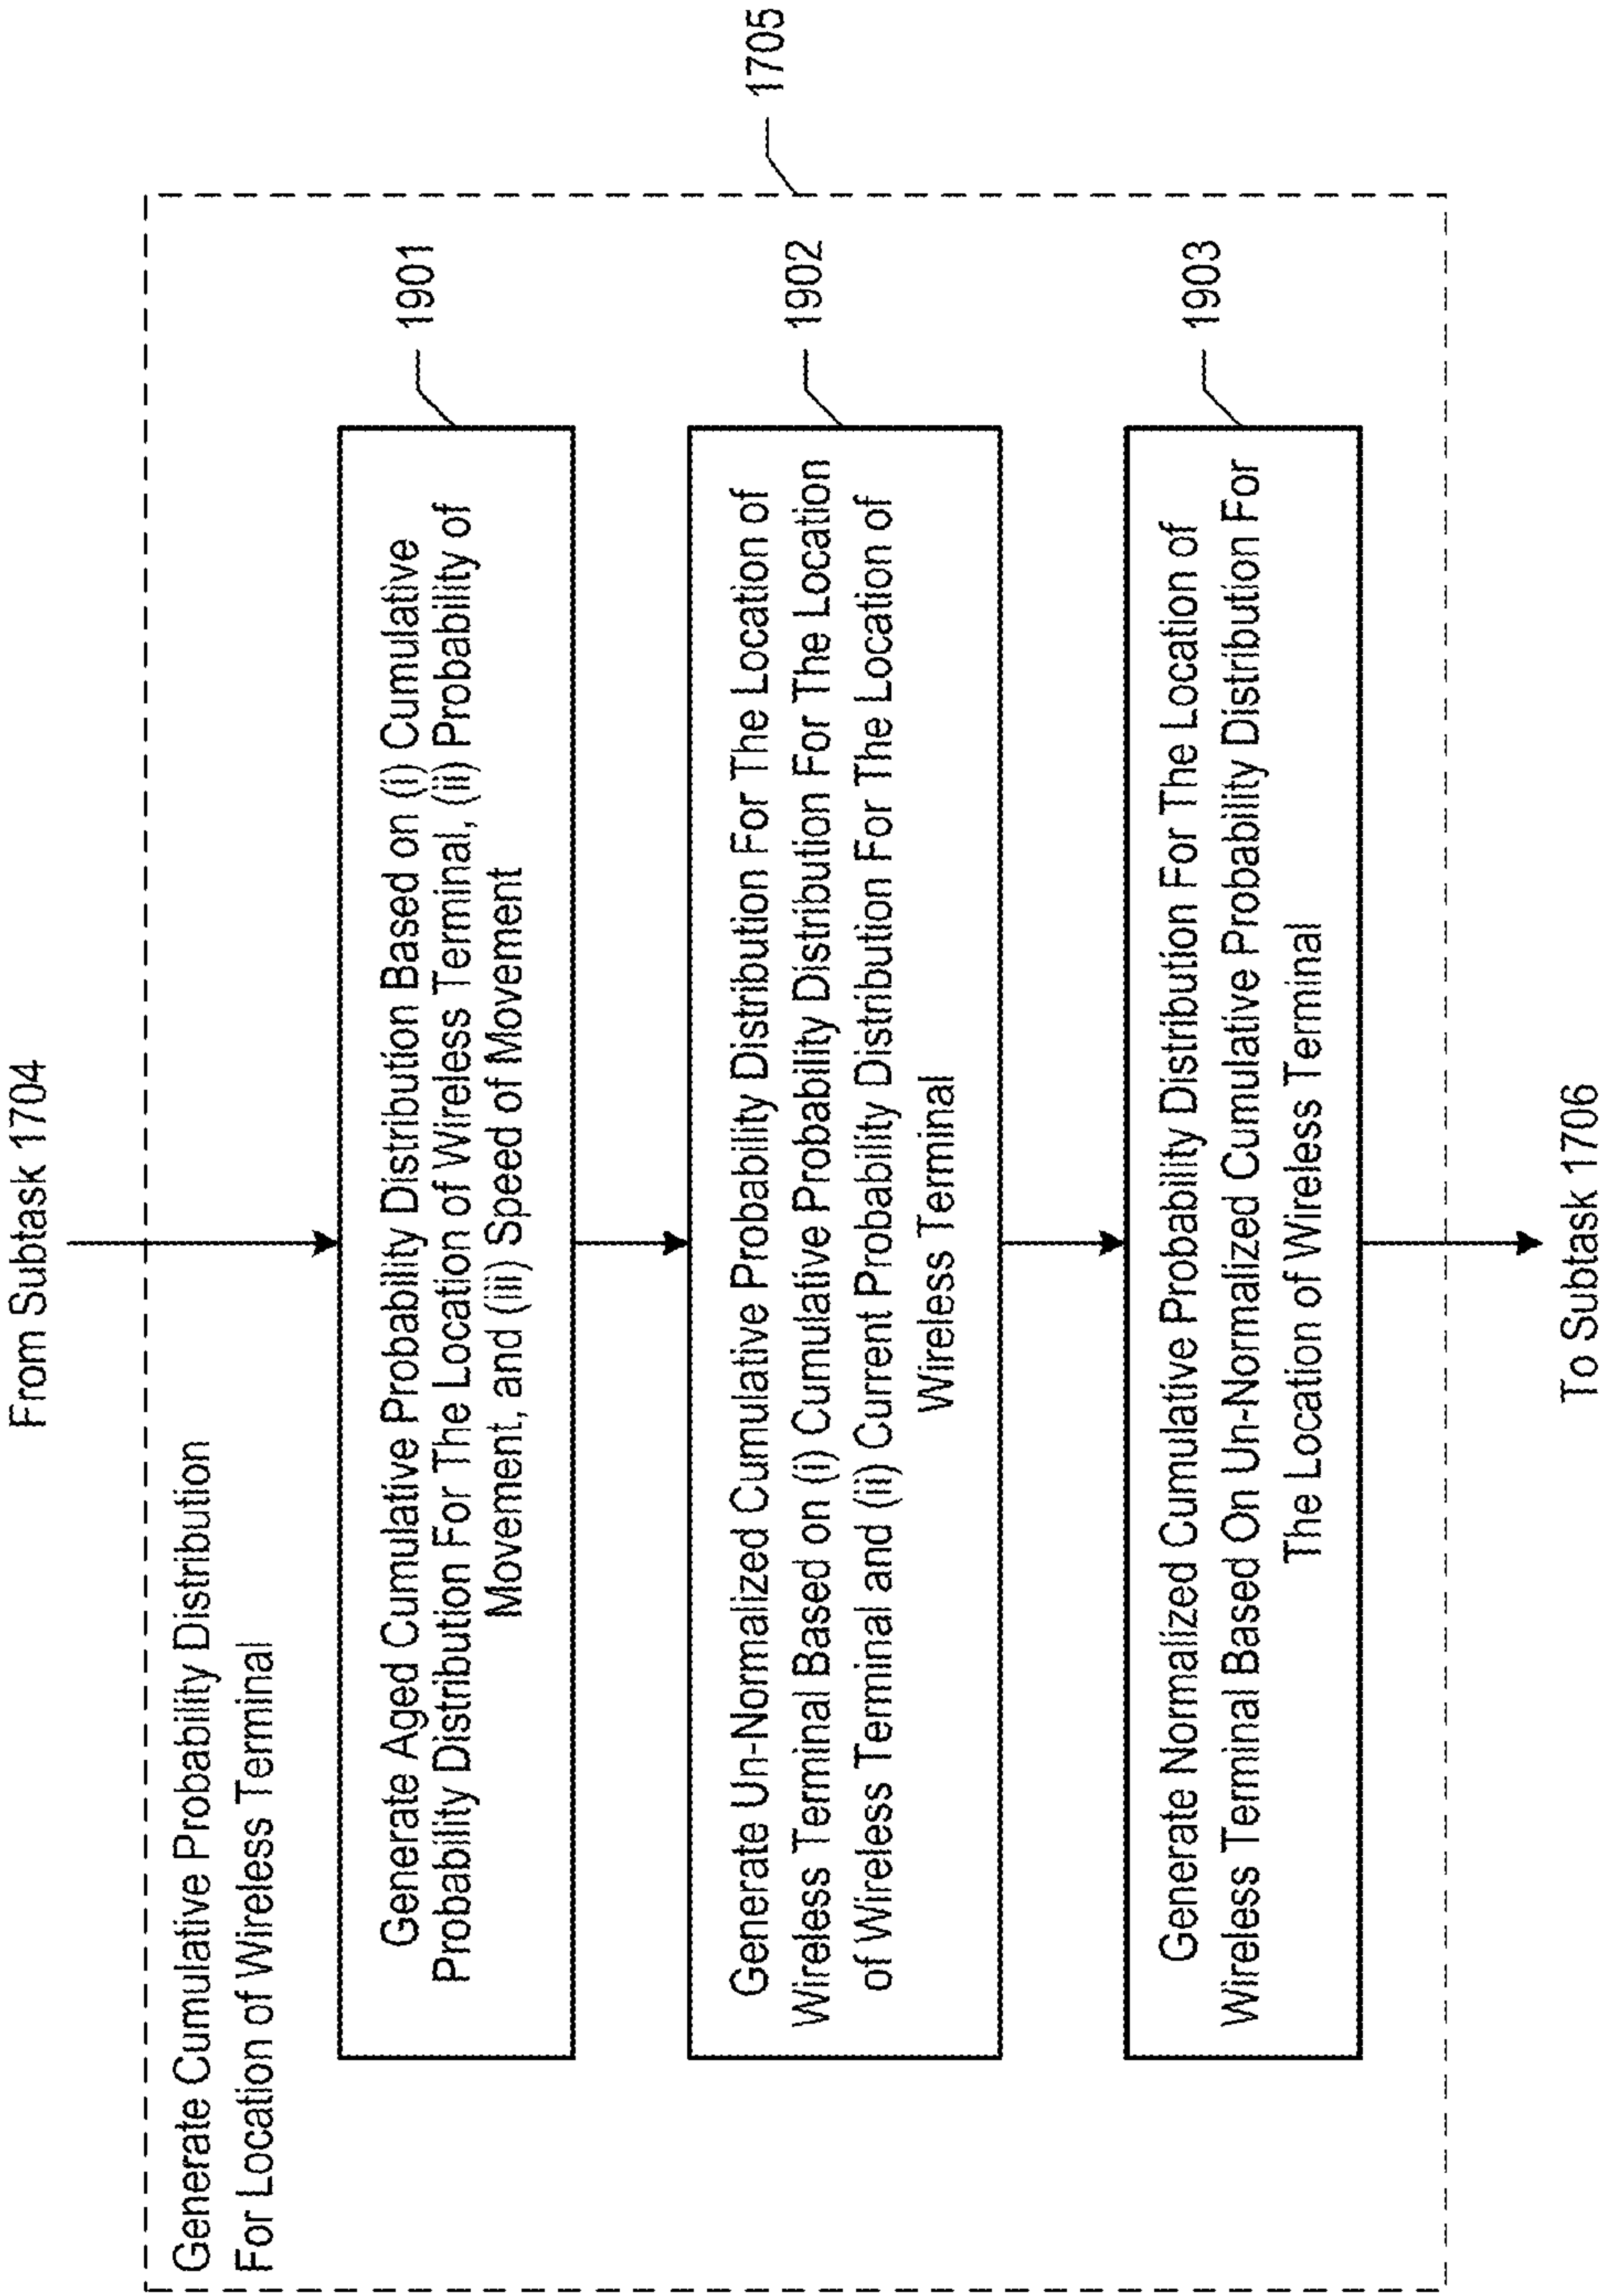 From Subtask 1704
Generate Cumulative Probability Distribution
For Location of Wireless Terminal
1705
Generate Aged Cumulative Probability Distribution Based on (i) Cumulative
Probability Distribution For The Location of Wireless Terminal, (ii) Probability of
Movement, and (iii) Speed of Movement
1901
Generate Un-Normalized Cumulative Probability Distribution For The Location of
Wireless Terminal Based on (i) Cumulative Probability Distribution For The Location
of Wireless Terminal and (ii) Current Probability Distribution For The Location of
Wireless Terminal
1902
Generate Normalized Cumulative Probability Distribution For The Location of
Wireless Terminal Based On Un-Normalized Cumulative Probability Distribution For
The Location of Wireless Terminal
1903
To Subtask 1706